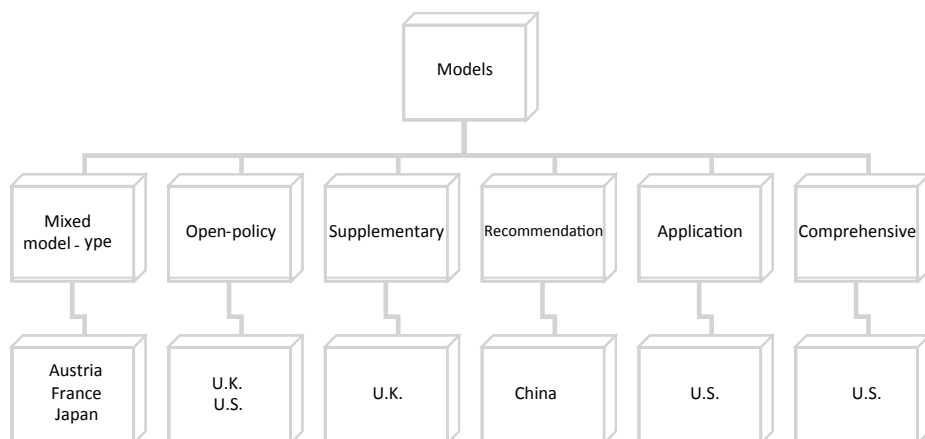 Models
Mixed
model - ype
Open-policy
Supplementary
Recommendation
Application
Comprehensive
Austria
France
Japan
U.K.
U.S.
U.K.
China
U.S.
U.S.